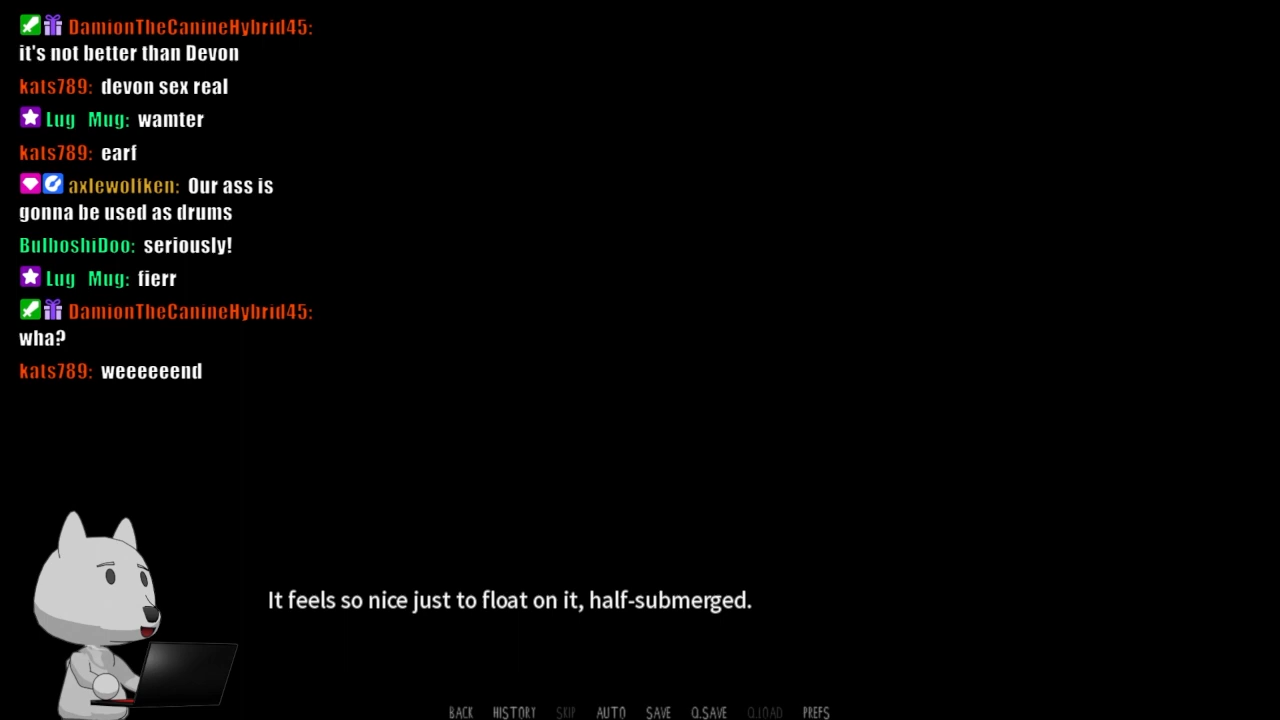 DamionTheCanineHybrid45:
it's not better than Devon
kats789: devon sex real
Lug Mug: wamter
kats789: earf
axlewolfken: Our ass is
gonna be used as drums
BulboshiDoo: seriously!
Lug Mug: fierr
DamionTheCanineHybrid45:
wha?
kats789: weeeeeend
It feels so nice just to float on it, half-submerged.
BACK HISTORY SKIP AUTO SAVE Q.SAVE Q.LOAD PREFS